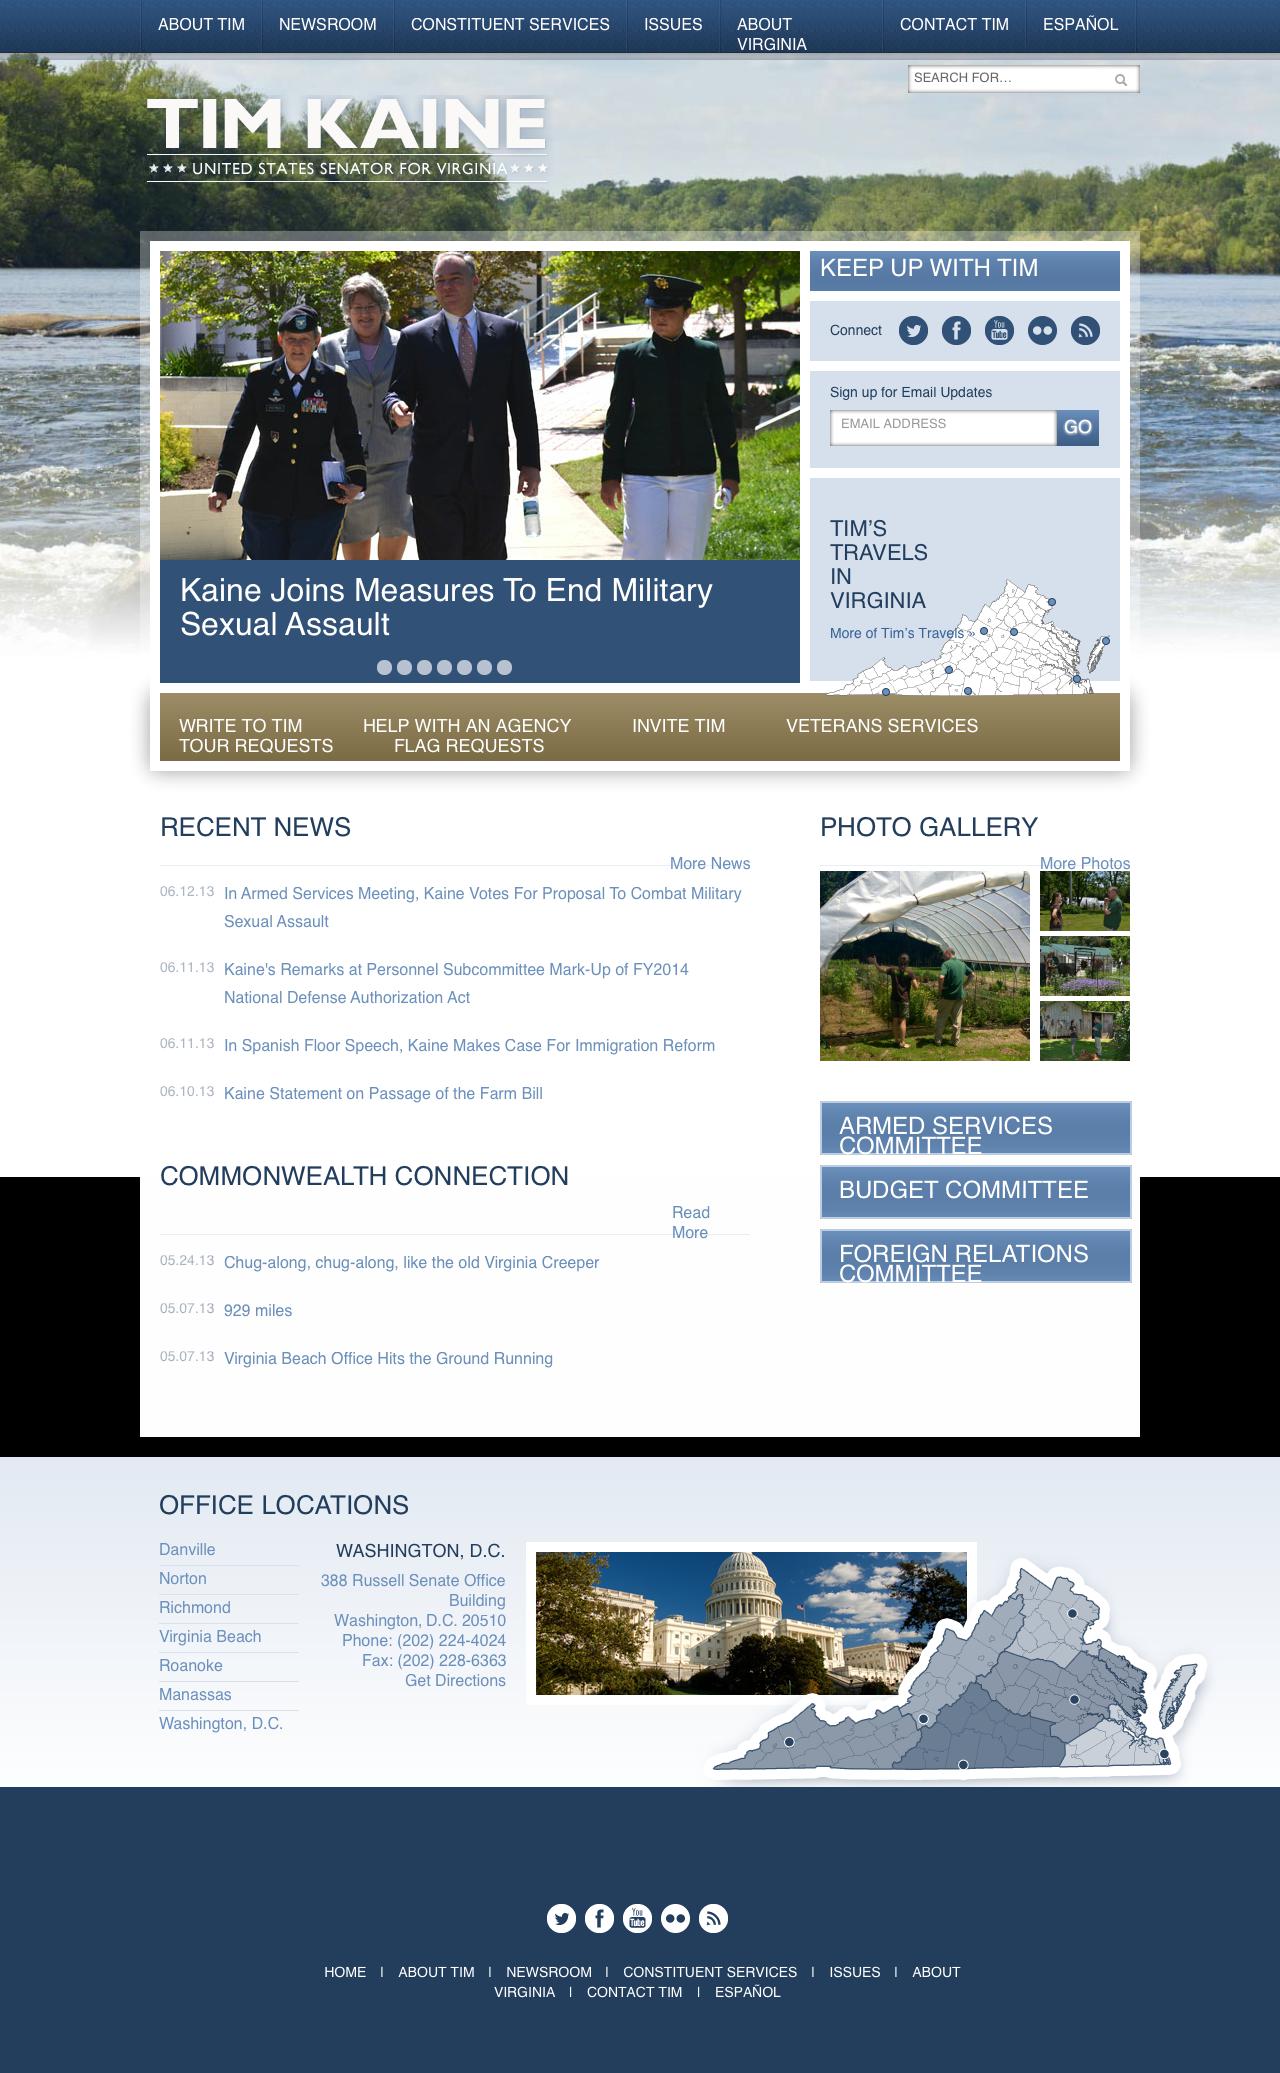 ABOUT TIM
NEWSROOM
CONSTITUENT SERVICES
ISSUES
ABOUT
VIRGINIA
CONTACT TIM
ESPAÑOL
SEARCH FOR...
TIM KAINE
UNITED STATES SENATOR FOR VIRGINIA
Kaine Joins Measures To End Military
Sexual Assault
KEEP UP WITH TIM
Connect
You
Tube
Sign up for Email Updates
EMAIL ADDRESS
GO
TIM'S
TRAVELS
IN
VIRGINIA
More of Tim's Travels »
WRITE TO TIM
HELP WITH AN AGENCY
INVITE TIM
VETERANS SERVICES
TOUR REQUESTS
FLAG REQUESTS
RECENT NEWS
More News
06.12.13 In Armed Services Meeting, Kaine Votes For Proposal To Combat Military
Sexual Assault
06.11.13 Kaine's Remarks at Personnel Subcommittee Mark-Up of FY2014
National Defense Authorization Act
06.11.13 In Spanish Floor Speech, Kaine Makes Case For Immigration Reform
06.10.13 Kaine Statement on Passage of the Farm Bill
PHOTO GALLERY
More Photos
ARMED SERVICES
COMMITTEE
BUDGET COMMITTEE
FOREIGN RELATIONS
COMMITTEE
COMMONWEALTH CONNECTION
Read
More
05.24.13 Chug-along, chug-along, like the old Virginia Creeper
05.07.13 929 miles
05.07.13 Virginia Beach Office Hits the Ground Running
OFFICE LOCATIONS
Danville
Norton
Richmond
Virginia Beach
Roanoke
Manassas
Washington, D.C.
WASHINGTON, D.C.
388 Russell Senate Office
Building
Washington, D.C. 20510
Phone: (202) 224-4024
Fax: (202) 228-6363
Get Directions
You
Tube
HOME | ABOUT TIM | NEWSROOM | CONSTITUENT SERVICES | ISSUES | ABOUT
VIRGINIA | CONTACT TIM | ESPAÑOL